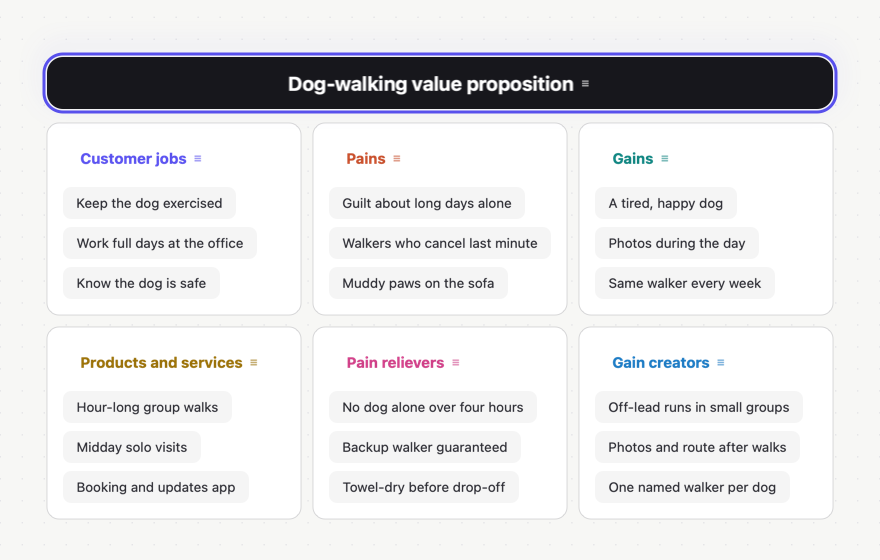 Dog-walking value proposition
Customer jobs
Keep the dog exercised
Work full days at the office
Know the dog is safe
Pains
Guilt about long days alone
Walkers who cancel last minute
Muddy paws on the sofa
Gains
A tired, happy dog
Photos during the day
Same walker every week
Products and services
Hour-long group walks
Midday solo visits
Booking and updates app
Pain relievers
No dog alone over four hours
Backup walker guaranteed
Towel-dry before drop-off
Gain creators
Off-lead runs in small groups
Photos and route after walks
One named walker per dog